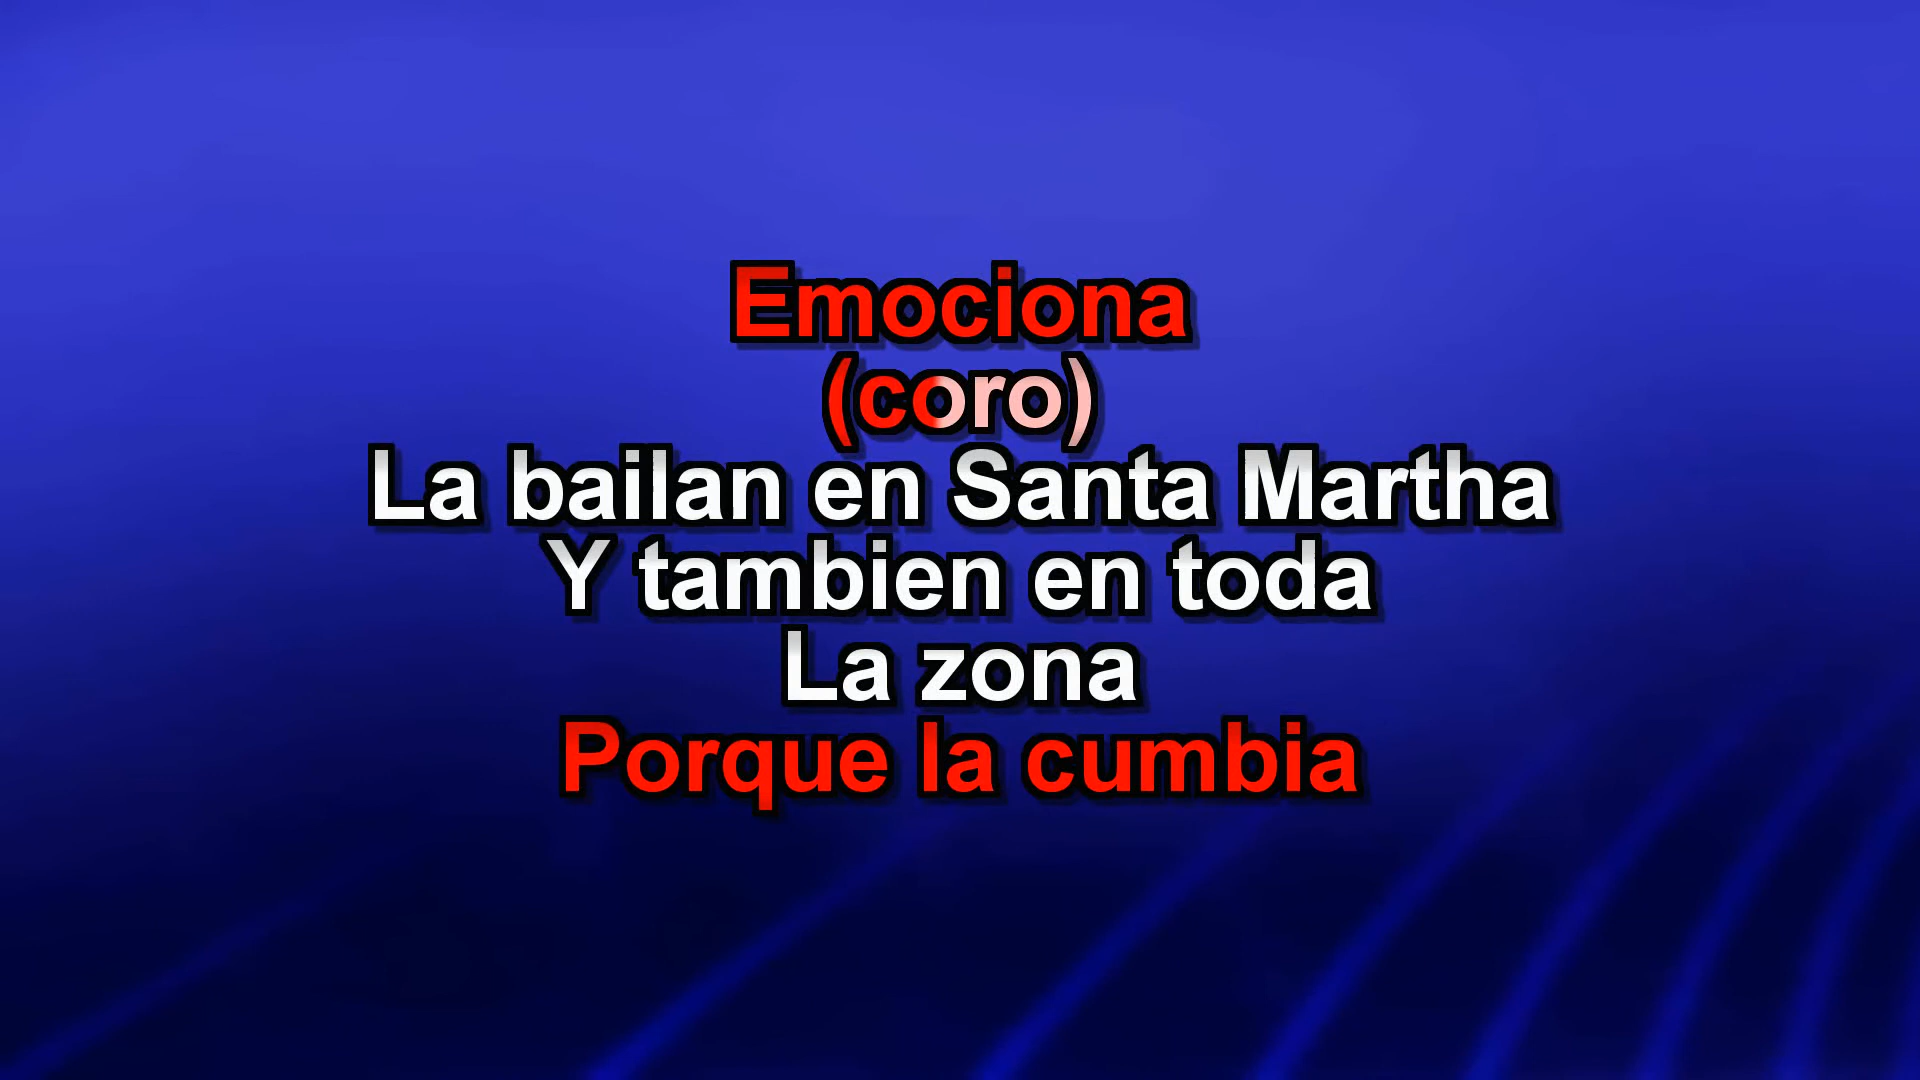 Emociona
(coro)
La bailan en Santa Martha
Y tambien en toda
La zona
Porque la cumbia